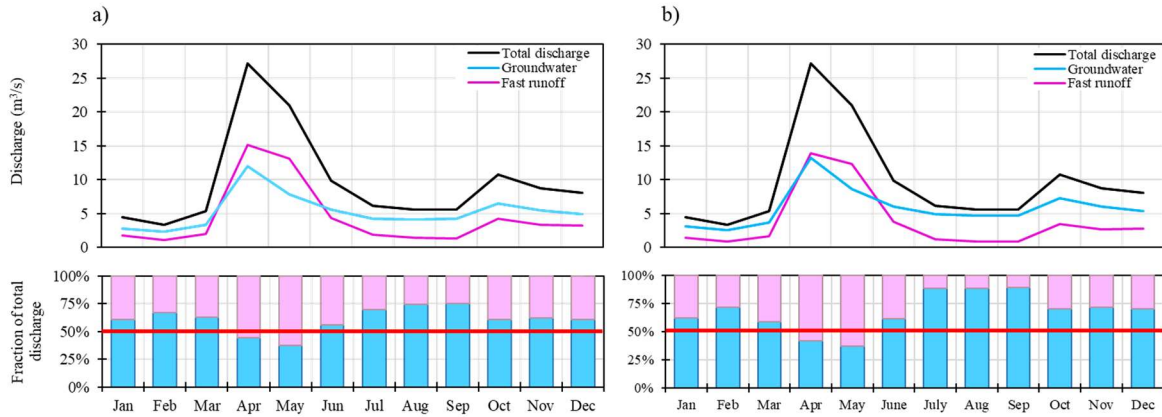 a)
b)
Discharge (m³/s)
30
25
20
15
10
5
0
Total discharge
Groundwater
Fast runoff
30
25
20
15
10
5
0
Total discharge
Groundwater
Fast runoff
Fraction of total
discharge
100%
75%
50%
25%
0%
Jan Feb Mar Apr May Jun Jul Aug Sep Oct Nov Dec
100%
75%
50%
25%
0%
Jan Feb Mar Apr May June July Aug Sep Oct Nov Dec